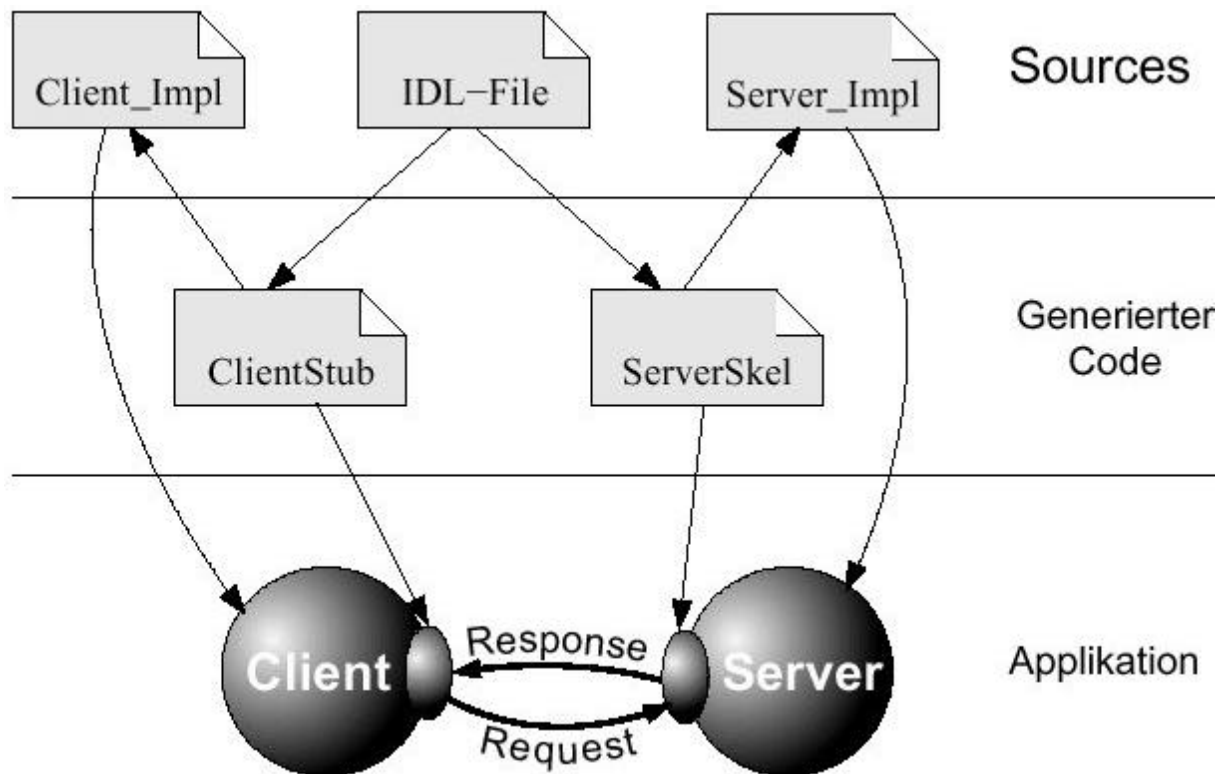 Client_Impl
IDL-File
Server_Impl
Sources
ClientStub
ServerSkel
Generierter
Code
Client
Response
Request
Server
Applikation